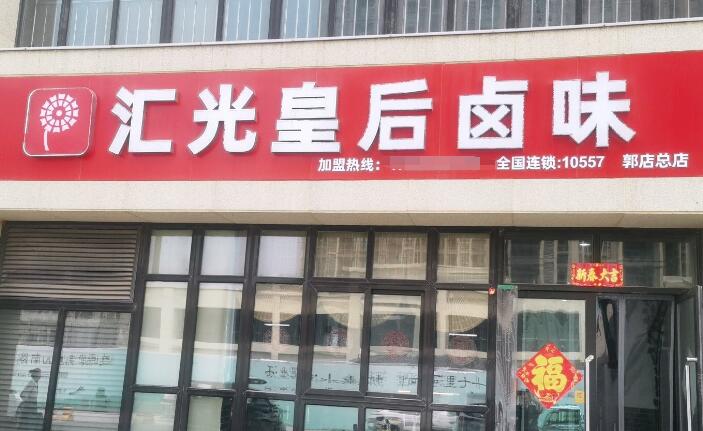 汇光皇后卤味
加盟热线: 全国连锁:10557 郭店总店
新春大吉
福